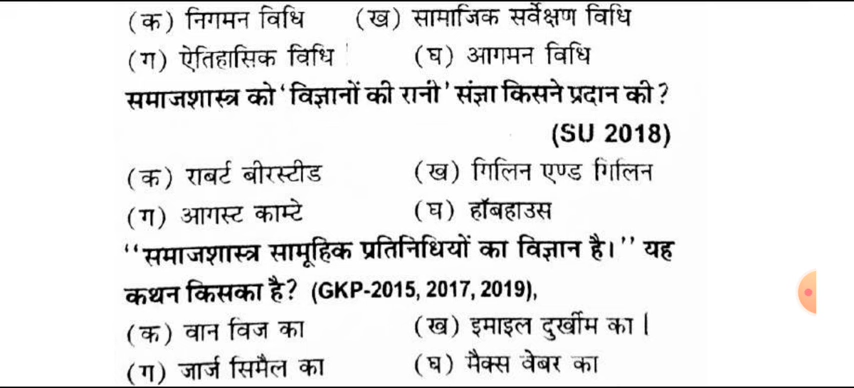 (क) निगमन विधि (ख) सामाजिक सर्वेक्षण विधि
(ग) ऐतिहासिक विधि (घ) आगमन विधि
समाजशास्त्र को ‘विज्ञानों की रानी’ संज्ञा किसने प्रदान की?
(SU 2018)
(क) राबर्ट बीरस्टीड (ख) गिलिन एण्ड गिलिन
(ग) आगस्ट काम्टे (घ) हॉबहाउस
‘‘समाजशास्त्र सामूहिक प्रतिनिधियों का विज्ञान है।’’ यह
कथन किसका है? (GKP-2015, 2017, 2019),
(क) वान विज का (ख) इमाइल दुर्खीम का |
(ग) जार्ज सिमैल का (घ) मैक्स वेबर का